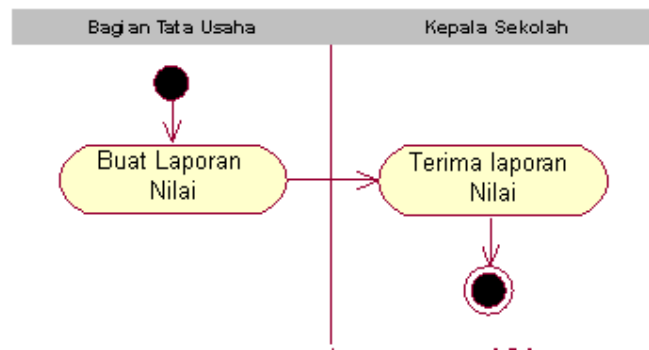 Bagian Tata Usaha
Kepala Sekolah
Buat Laporan
Nilai
Terima laporan
Nilai